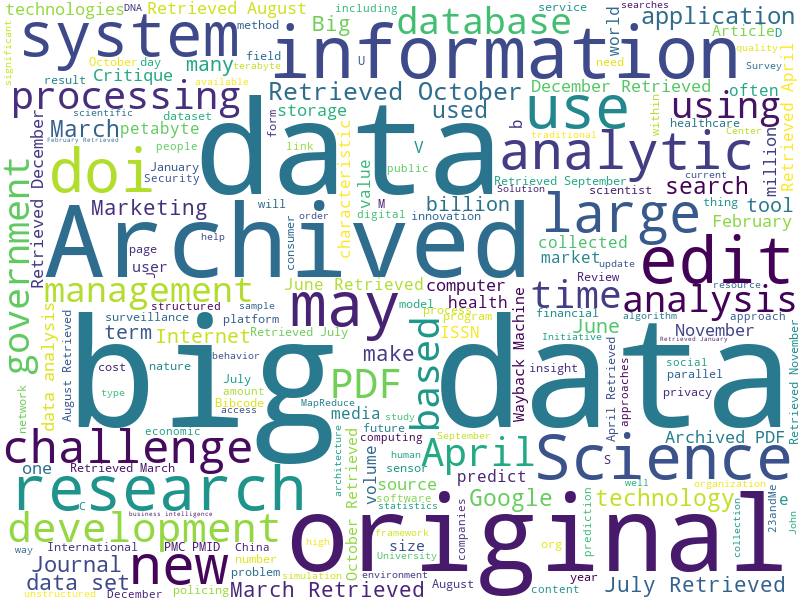 technologies DNA Retrieved August including service searches
significant
system
October day
method
Big
database
world
application
U
field
many
Critique
terabyte
information
need
Article D
quality
Survey
result
available
processing
Retrieved October
December Retrieved
often
using
Retrieved April
scientific
dataset
storage
used
use
within
healthcare
March
petabyte
form
data
V
b
analytic
traditional
Center
million
February Retrieved
people
link
public
current
January
Security
doi
characteristic
value
Retrieved September
Solution
scientist
search
thing
tool
Retrieved December
government
Marketing
will
M
digital
billion
innovation
large
February
Archived
order
consumer
collected
market
update
edit
help
page
user
Review
resource
management
structured
June Retrieved
may
computer
health
model
process
program
time
financial
analysis
algorithm
approach
surveillance
sample
platform
term
Internet
Retrieved July
ISSN
based
Wayback Machine
June
November
Initiative
Retrieved January
data analysis
August Retrieved
big
data
make
behavior
cost
nature
insight
April Retrieved
approaches
social
parallel
privacy
Retrieved November
network
type
July
amount
Bibcode
access
MapReduce
PDF
study
media
future
computing
human
challenge
economic
architecture
September
April
Science
Archived PDF
S
one
Retrieved March
sensor
volume
source
predict
well
organization
research
C
business intelligence
October Retrieved
software
statistics
Google
technology
e
23andMe
John
prediction
collection
development
original
framework
University
companies
org
way
International
PMC PMID
China
number
high
size
new
Journal
data set
problem
simulation
environment
year
unstructured
December
policing
March Retrieved
August
content
July Retrieved